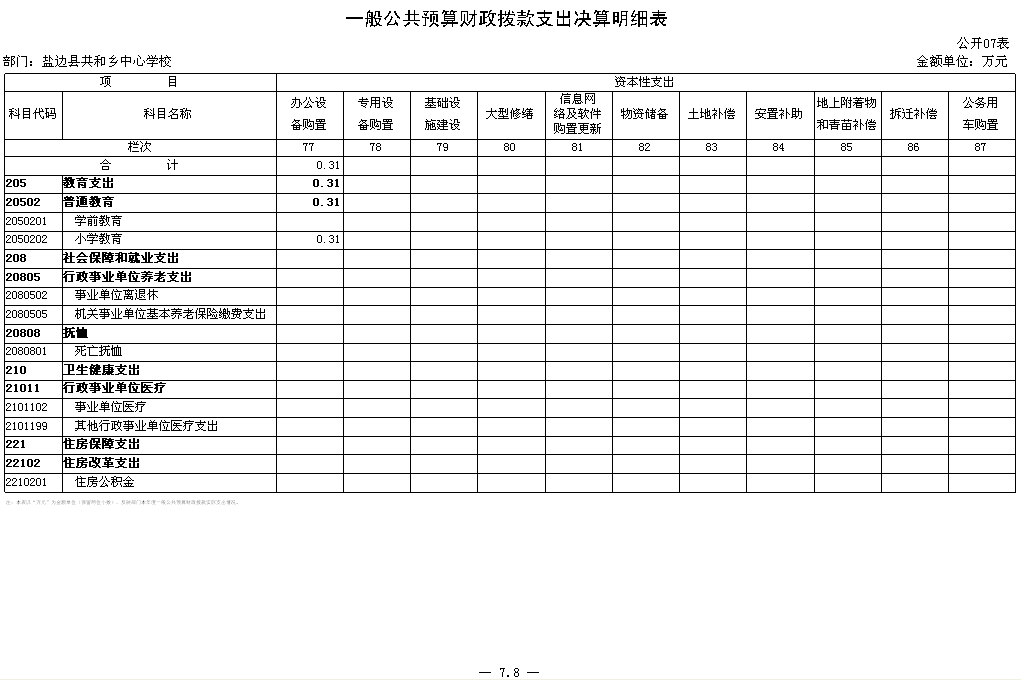 一般公共预算财政拨款支出决算明细表
公开07表
部门：盐边县共和乡中心学校 金额单位：万元
项 目 资本性支出
科目代码 科目名称 办公设备购置 专用设备购置 基础设施建设 大型修缮 信息网络及软件购置更新 物资储备 土地补偿 安置补助 地上附着物和青苗补偿 拆迁补偿 公务用车购置
栏次 77 78 79 80 81 82 83 84 85 86 87
合 计 0.31
205 教育支出 0.31
20502 普通教育 0.31
2050201 学前教育
2050202 小学教育 0.31
208 社会保障和就业支出
20805 行政事业单位养老支出
2080502 事业单位离退休
2080505 机关事业单位基本养老保险缴费支出
20808 抚恤
2080801 死亡抚恤
210 卫生健康支出
21011 行政事业单位医疗
2101102 事业单位医疗
2101199 其他行政事业单位医疗支出
221 住房保障支出
22102 住房改革支出
2210201 住房公积金
— 7.8 —